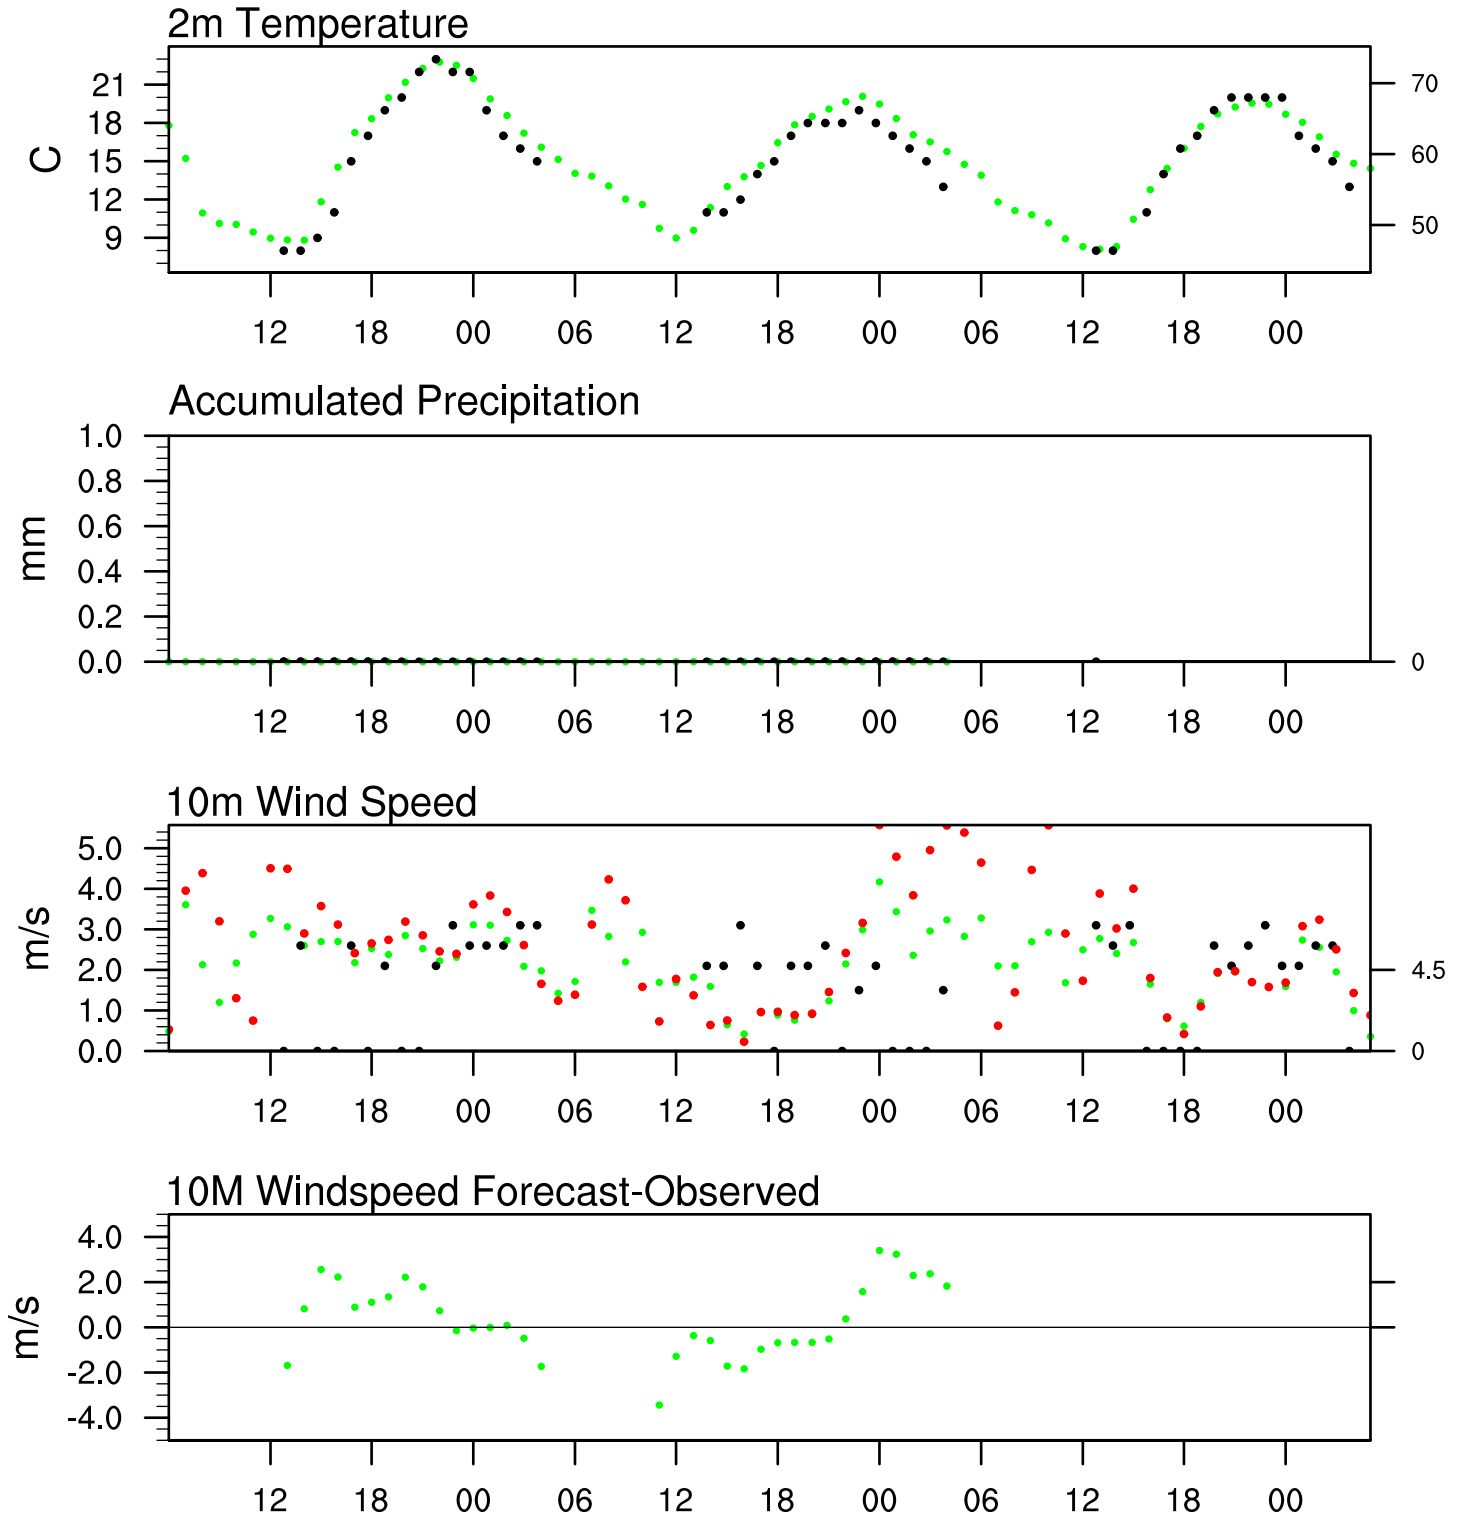 2m Temperature
21
18
15
12
9
C
70
60
50
12 18 00 06 12 18 00 06 12 18 00
Accumulated Precipitation
1.0
0.8
0.6
0.4
0.2
0.0
mm
0
12 18 00 06 12 18 00 06 12 18 00
10m Wind Speed
5.0
4.0
3.0
2.0
1.0
0.0
m/s
4.5
0
12 18 00 06 12 18 00 06 12 18 00
10M Windspeed Forecast-Observed
4.0
2.0
0.0
-2.0
-4.0
m/s
12 18 00 06 12 18 00 06 12 18 00